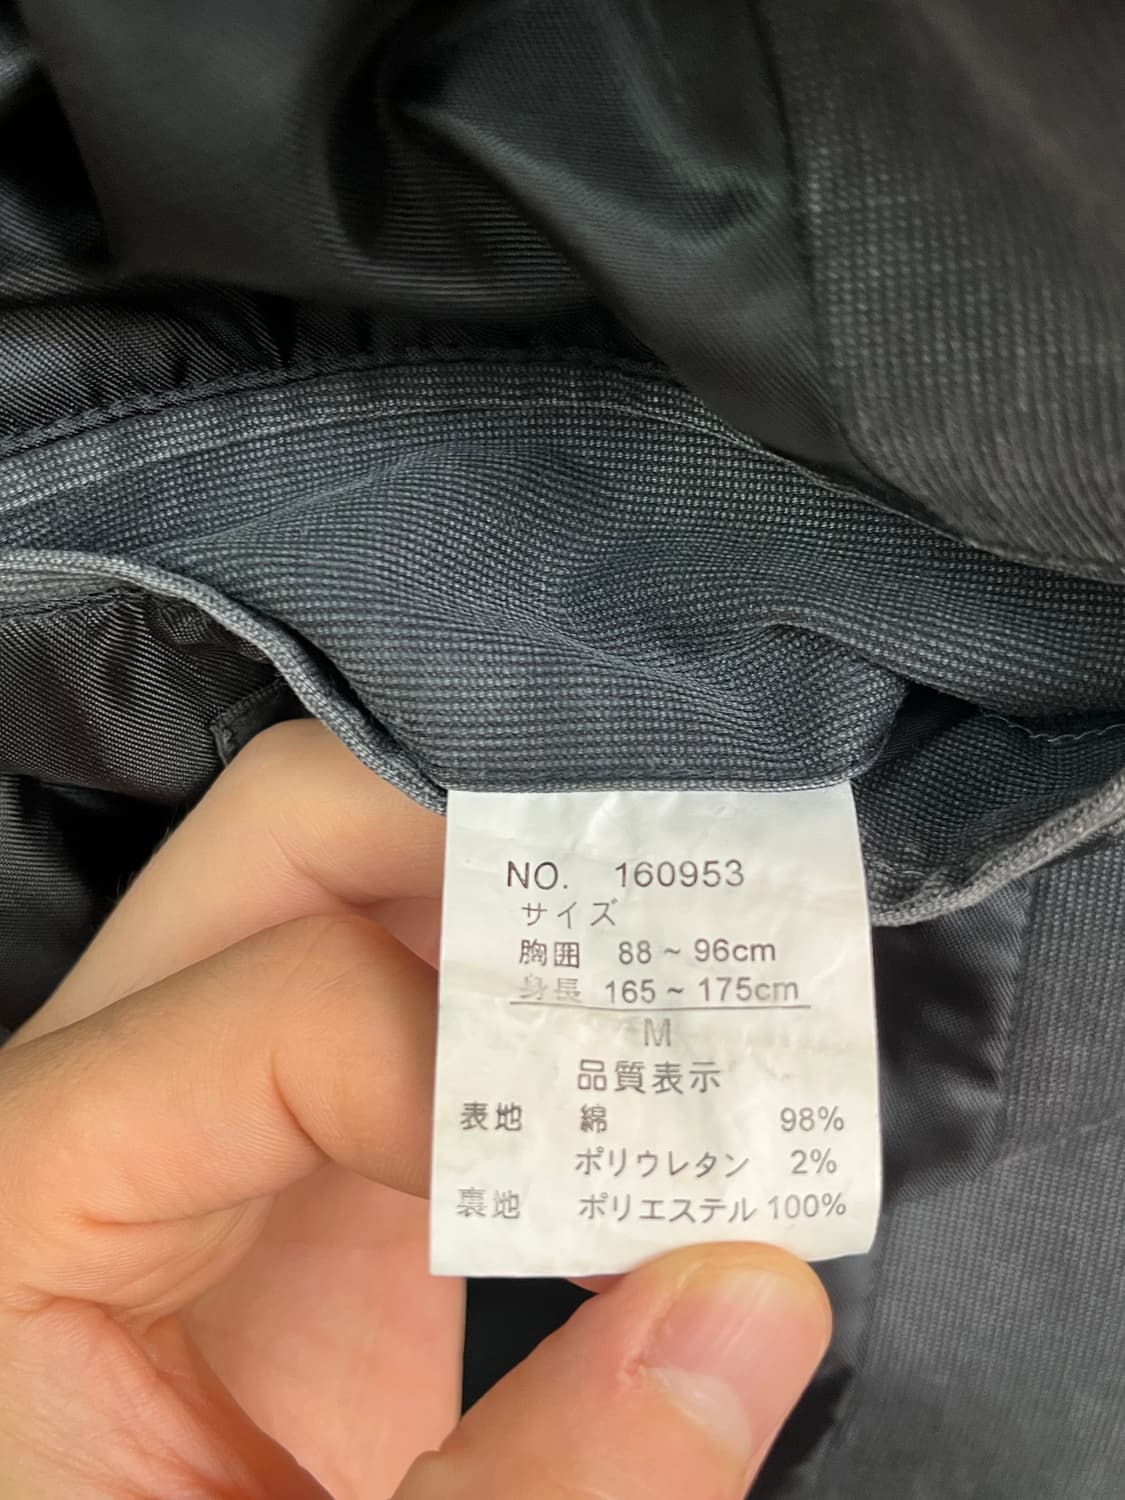 NO. 160953
サイズ
胸囲 88 ~ 96cm
身長 165 ~ 175cm
M
品質表示
表地 綿 98%
ポリウレタン 2%
裏地 ポリエステル 100%